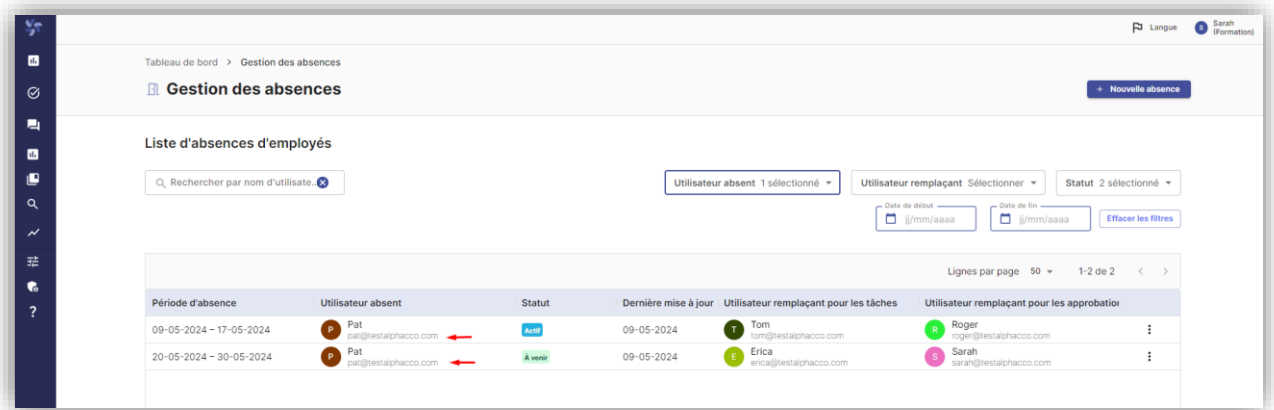 Langue
S
Sarah
(Formation)
Tableau de bord > Gestion des absences
Gestion des absences
+ Nouvelle absence
Liste d'absences d'employés
Rechercher par nom d'utilisate..
Utilisateur absent 1 sélectionné
Utilisateur remplaçant Sélectionner
Statut 2 sélectionné
Date de début
jj/mm/aaaa
Date de fin
jj/mm/aaaa
Effacer les filtres
Lignes par page 50 1-2 de 2 < >
Période d'absence Utilisateur absent Statut Dernière mise à jour Utilisateur remplaçant pour les tâches Utilisateur remplaçant pour les approbation
09-05-2024 – 17-05-2024 P Pat Actif 09-05-2024 T Tom R Roger
pat@testalphacco.com tom@testalphacco.com roger@testalphacco.com
20-05-2024 – 30-05-2024 P Pat À venir 09-05-2024 E Erica S Sarah
pat@testalphacco.com erica@testalphacco.com sarah@testalphacco.com
?